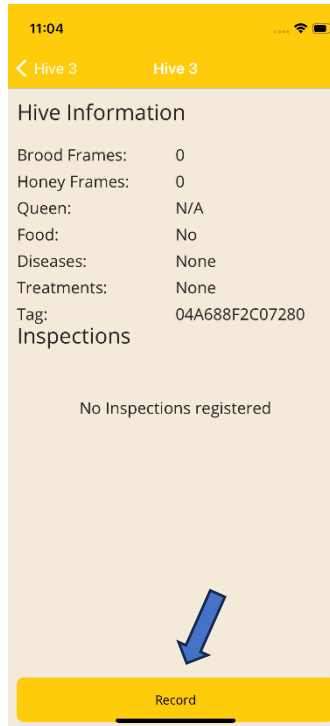 11:04
Hive 3 Hive 3
Hive Information
Brood Frames: 0
Honey Frames: 0
Queen: N/A
Food: No
Diseases: None
Treatments: None
Tag: 04A688F2C07280
Inspections
No Inspections registered
Record